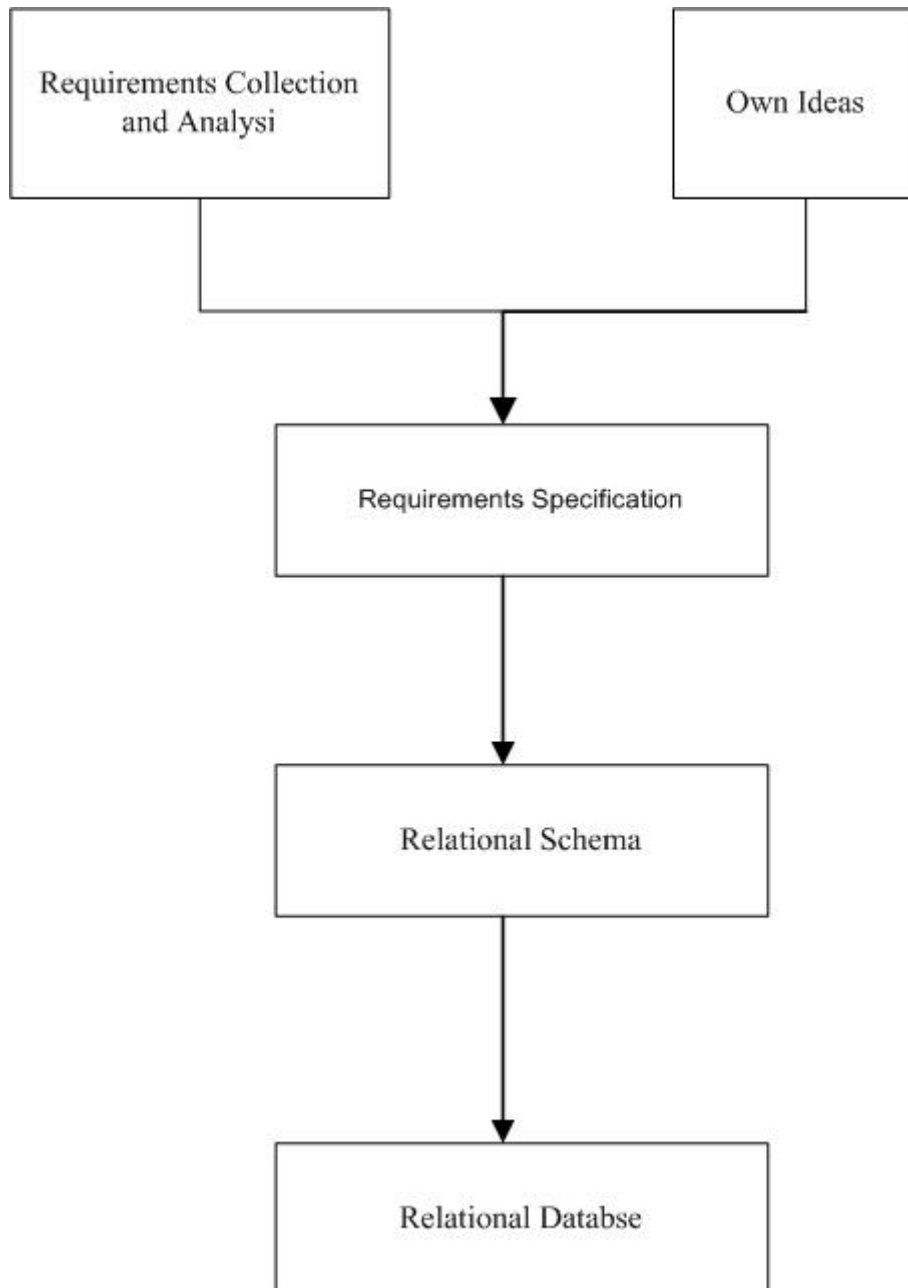 Requirements Collection
and Analysi
Own Ideas
Requirements Specification
Relational Schema
Relational Databse